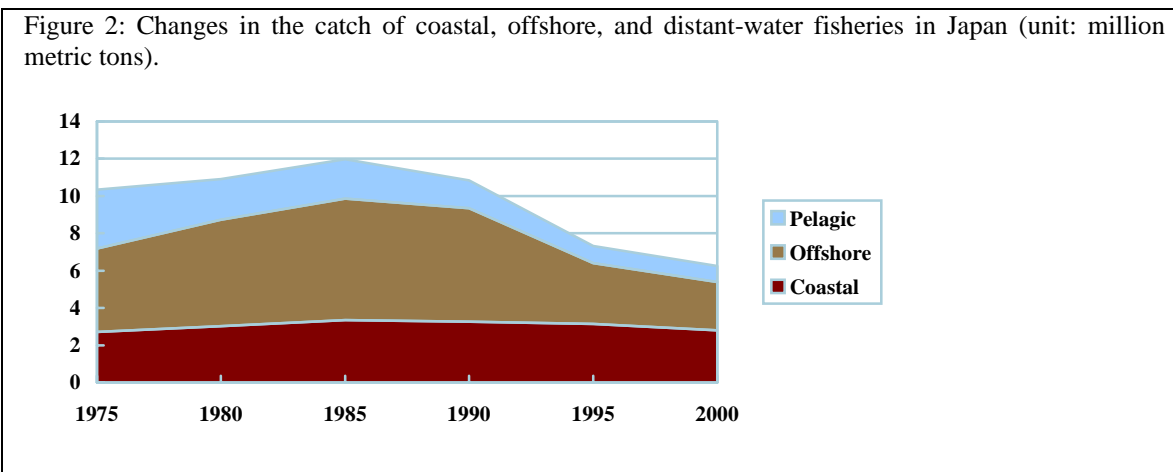 Figure 2: Changes in the catch of coastal, offshore, and distant-water fisheries in Japan (unit: million
metric tons).
14
12
10
8
6
4
2
0
1975 1980 1985 1990 1995 2000
Pelagic
Offshore
Coastal